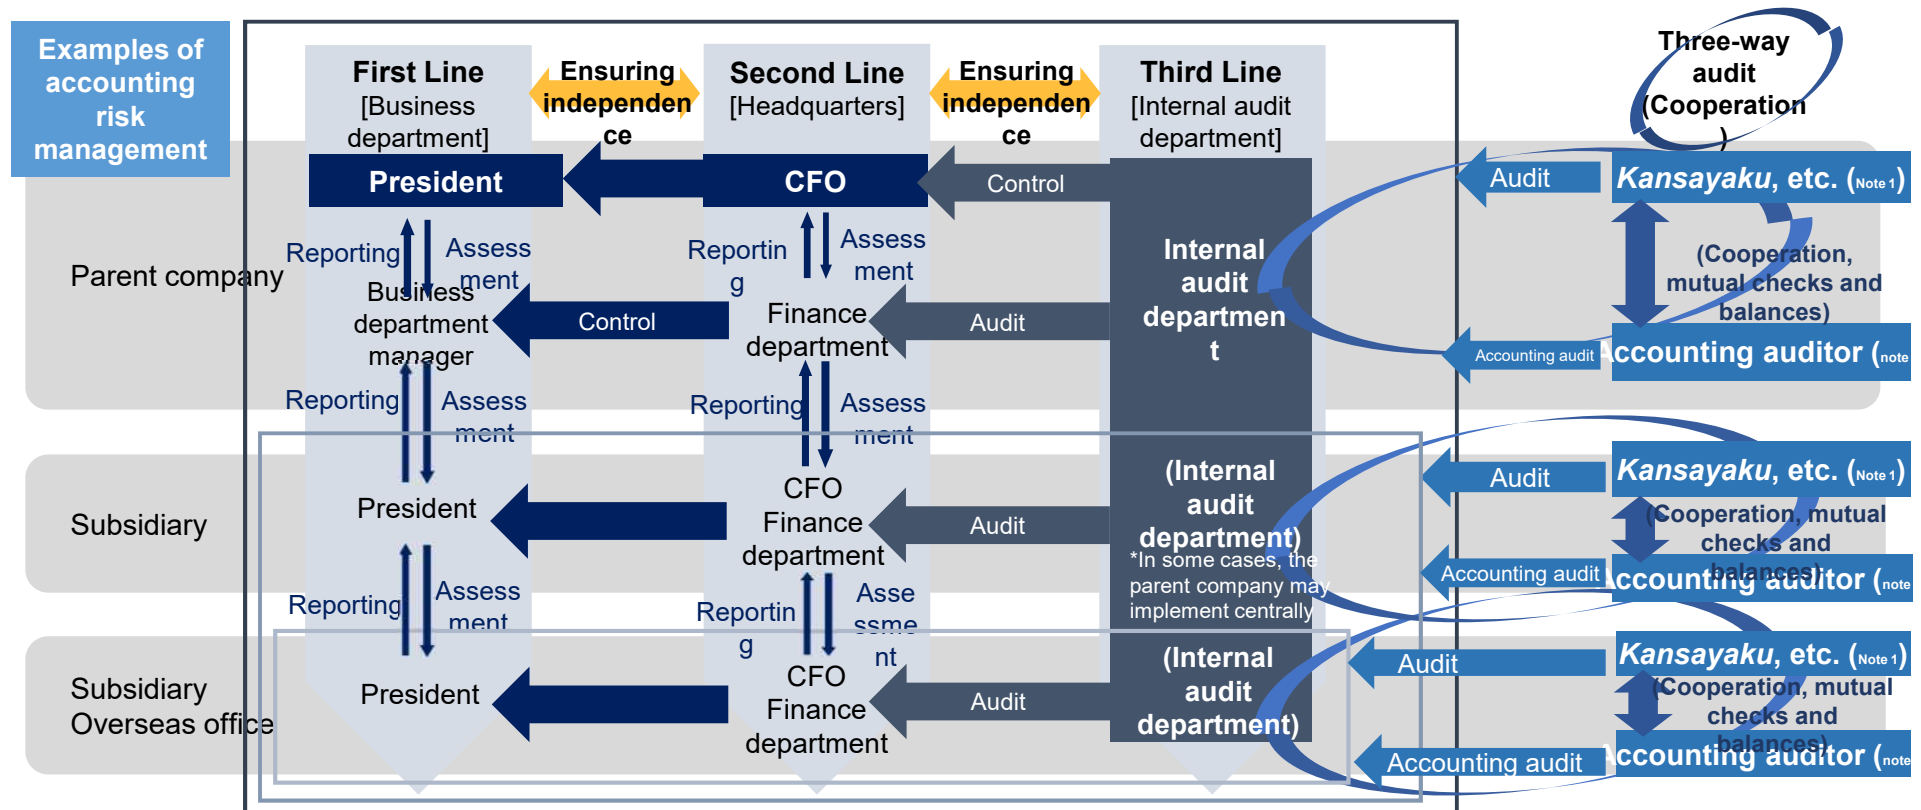 Examples of
accounting
risk
management
First Line
[Business
department]
Ensuring
independen
ce
Second Line
[Headquarters]
Ensuring
independen
ce
Third Line
[Internal audit
department]
Three-way
audit
(Cooperation
)
Parent company
President
CFO
Control
Internal
audit
departmen
t
Audit
Kansayaku, etc. (Note 1)
Reporting
Assess
ment
Reportin
g
Assess
ment
(Cooperation,
mutual checks and
balances)
Business
department
manager
Control
Finance
department
Audit
Accounting audit
Accounting auditor (note
Reporting
Assess
ment
Reporting
Assess
ment
Subsidiary
President
CFO
Finance
department
Audit
(Internal
audit
department)
*In some cases, the
parent company may
implement centrally
Audit
Kansayaku, etc. (Note 1)
(Cooperation, mutual
checks and
balances)
Accounting audit
Accounting auditor (note
Reporting
Assess
ment
Reportin
g
Asse
ssme
nt
Subsidiary
Overseas office
President
CFO
Finance
department
Audit
(Internal
audit
department)
Audit
Kansayaku, etc. (Note 1)
(Cooperation, mutual
checks and
balances)
Accounting audit
Accounting auditor (note